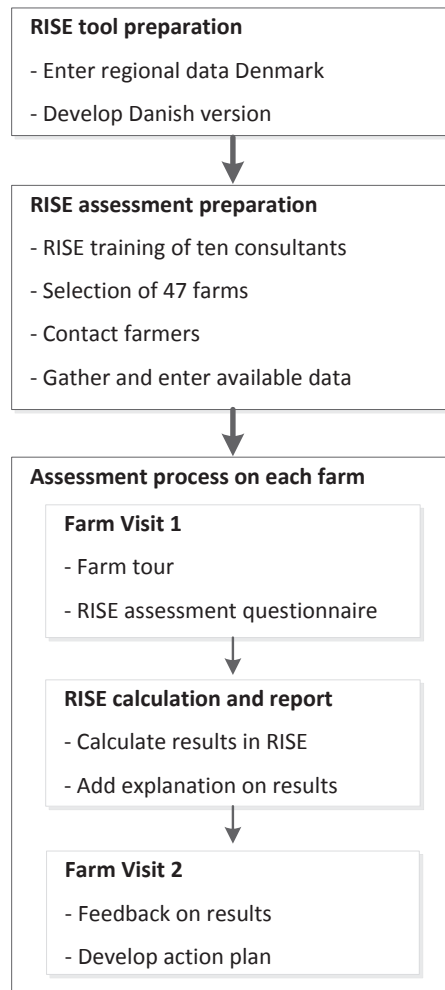 RISE tool preparation
- Enter regional data Denmark
- Develop Danish version
RISE assessment preparation
- RISE training of ten consultants
- Selection of 47 farms
- Contact farmers
- Gather and enter available data
Assessment process on each farm
Farm Visit 1
- Farm tour
- RISE assessment questionnaire
RISE calculation and report
- Calculate results in RISE
- Add explanation on results
Farm Visit 2
- Feedback on results
- Develop action plan